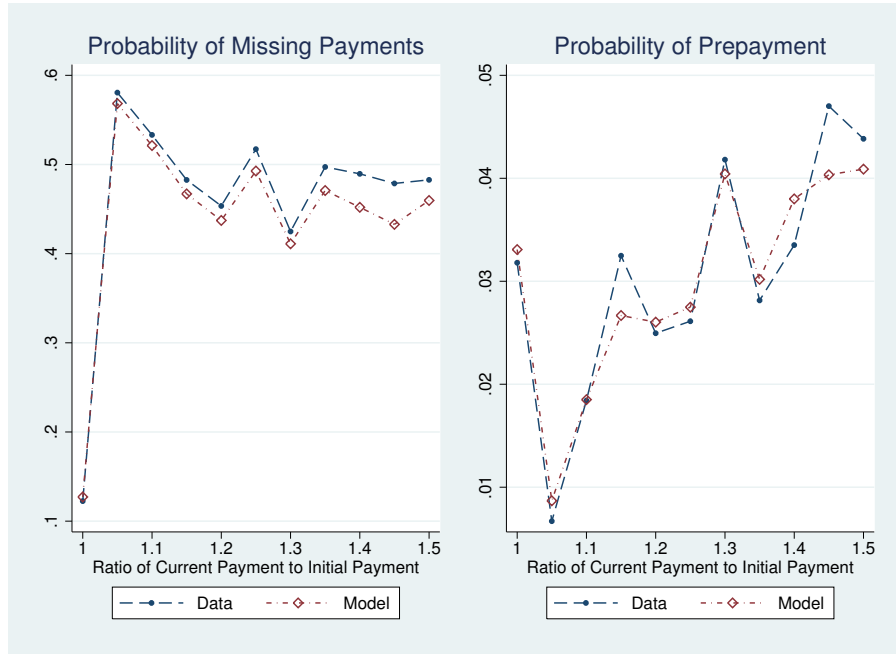 Probability of Missing Payments
.6
.5
.4
.3
.2
.1
1 1.1 1.2 1.3 1.4 1.5
Ratio of Current Payment to Initial Payment
Data Model
Probability of Prepayment
.05
.04
.03
.02
.01
1 1.1 1.2 1.3 1.4 1.5
Ratio of Current Payment to Initial Payment
Data Model